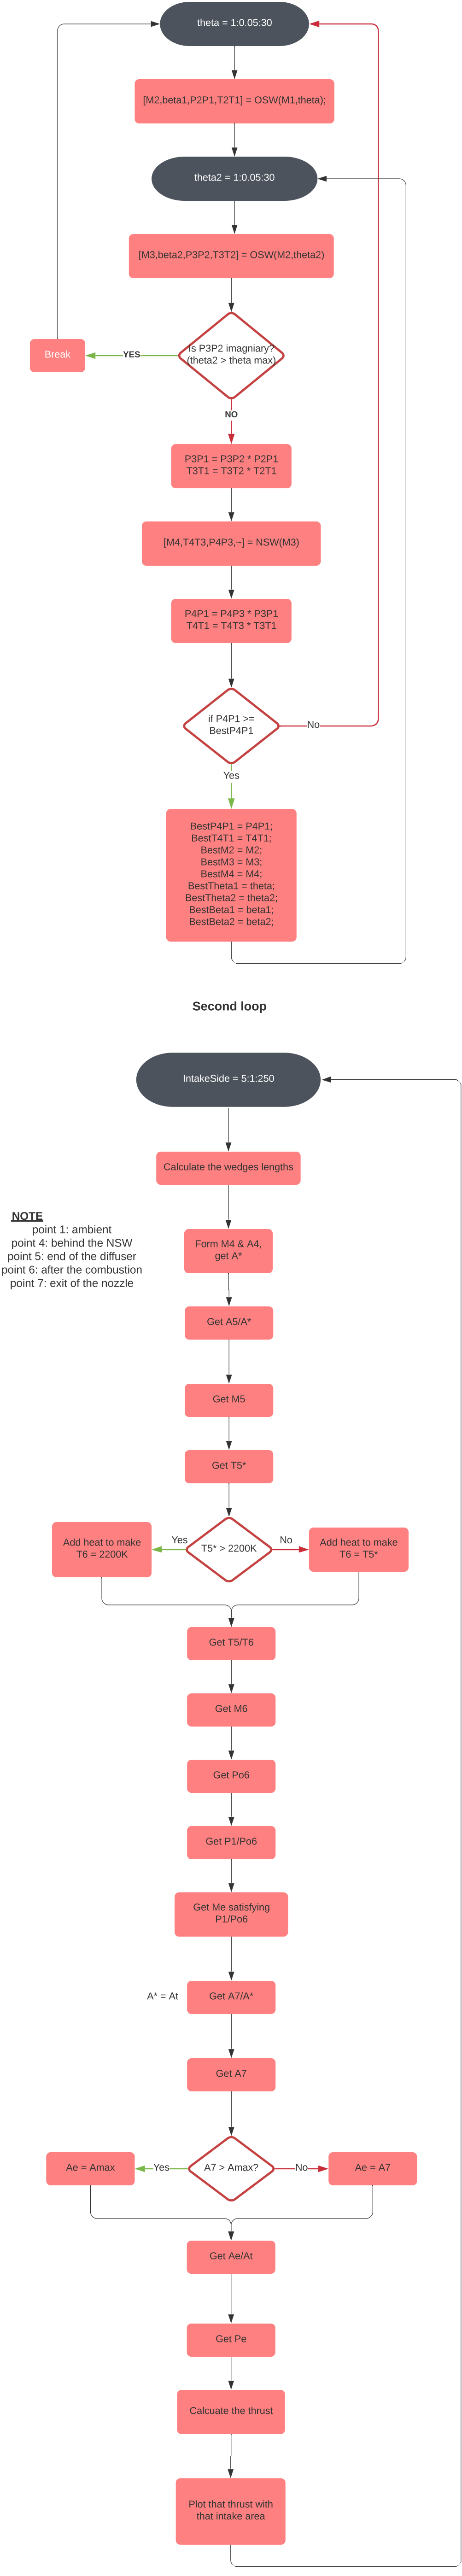 theta = 1:0.05:30
[M2,beta1,P2P1,T2T1] = OSW(M1,theta);
theta2 = 1:0.05:30
[M3,beta2,P3P2,T3T2] = OSW(M2,theta2)
Is P3P2 imagniary?
(theta2 > theta max)
YES
Break
NO
P3P1 = P3P2 * P2P1
T3T1 = T3T2 * T2T1
[M4,T4T3,P4P3,~] = NSW(M3)
P4P1 = P4P3 * P3P1
T4T1 = T4T3 * T3T1
if P4P1 >=
BestP4P1
No
Yes
BestP4P1 = P4P1;
BestT4T1 = T4T1;
BestM2 = M2;
BestM3 = M3;
BestM4 = M4;
BestTheta1 = theta;
BestTheta2 = theta2;
BestBeta1 = beta1;
BestBeta2 = beta2;
Second loop
IntakeSide = 5:1:250
Calculate the wedges lengths
NOTE
point 1: ambient
point 4: behind the NSW
point 5: end of the diffuser
point 6: after the combustion
point 7: exit of the nozzle
Form M4 & A4,
get A*
Get A5/A*
Get M5
Get T5*
T5* > 2200K
Yes
No
Add heat to make
T6 = 2200K
Add heat to make
T6 = T5*
Get T5/T6
Get M6
Get Po6
Get P1/Po6
Get Me satisfying
P1/Po6
A* = At
Get A7/A*
Get A7
A7 > Amax?
Yes
No
Ae = Amax
Ae = A7
Get Ae/At
Get Pe
Calcuate the thrust
Plot that thrust with
that intake area